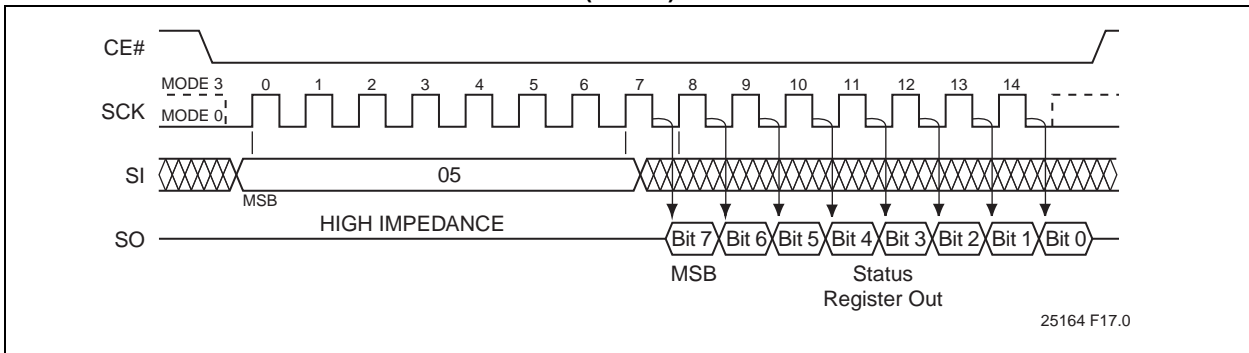 CE#
MODE 3
0 1 2 3 4 5 6 7 8 9 10 11 12 13 14
SCK
MODE 0
SI
05
MSB
HIGH IMPEDANCE
SO
Bit 7 Bit 6 Bit 5 Bit 4 Bit 3 Bit 2 Bit 1 Bit 0
MSB
Status
Register Out
25164 F17.0